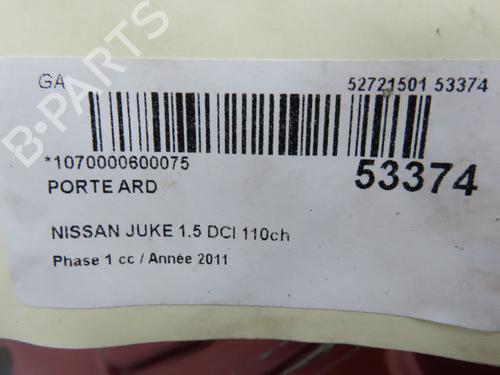 GA
52721501 53374
*1070000600075
53374
PORTE ARD
NISSAN JUKE 1.5 DCI 110ch
Phase 1 cc / Année 2011
B-PARTS